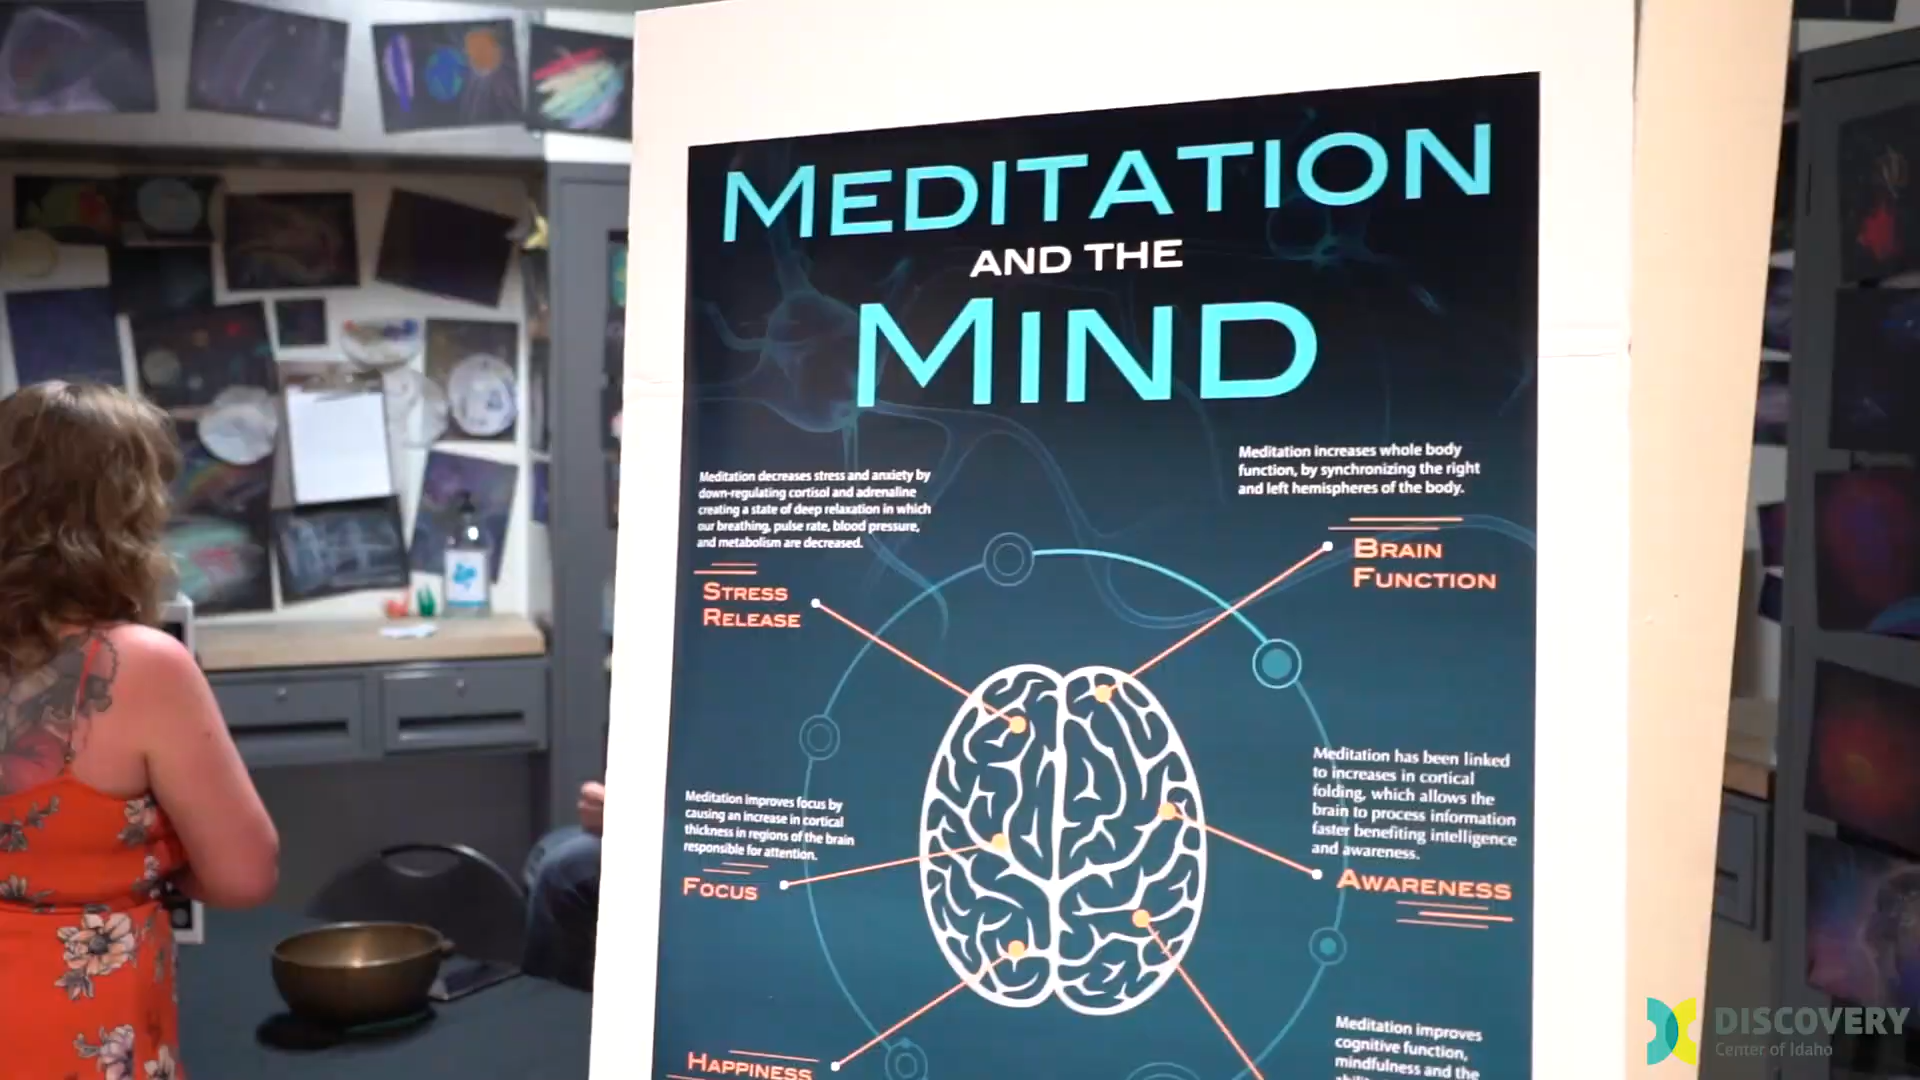 MEDITATION
AND THE
MIND
Meditation decreases stress and anxiety by
down-regulating cortisol and adrenaline
creating a state of deep relaxation in which
our breathing, pulse rate, blood pressure,
and metabolism are decreased.
STRESS
RELEASE
Meditation increases whole body
function, by synchronizing the right
and left hemispheres of the body.
BRAIN
FUNCTION
Meditation improves focus by
causing an increase in cortical
thickness in regions of the brain
responsible for attention.
FOCUS
Meditation has been linked
to increases in cortical
folding, which allows the
brain to process information
faster benefiting intelligence
and awareness.
AWARENESS
HAPPINESS
Meditation improves
cognitive function,
mindfulness and the
DISCOVERY
Center of Idaho